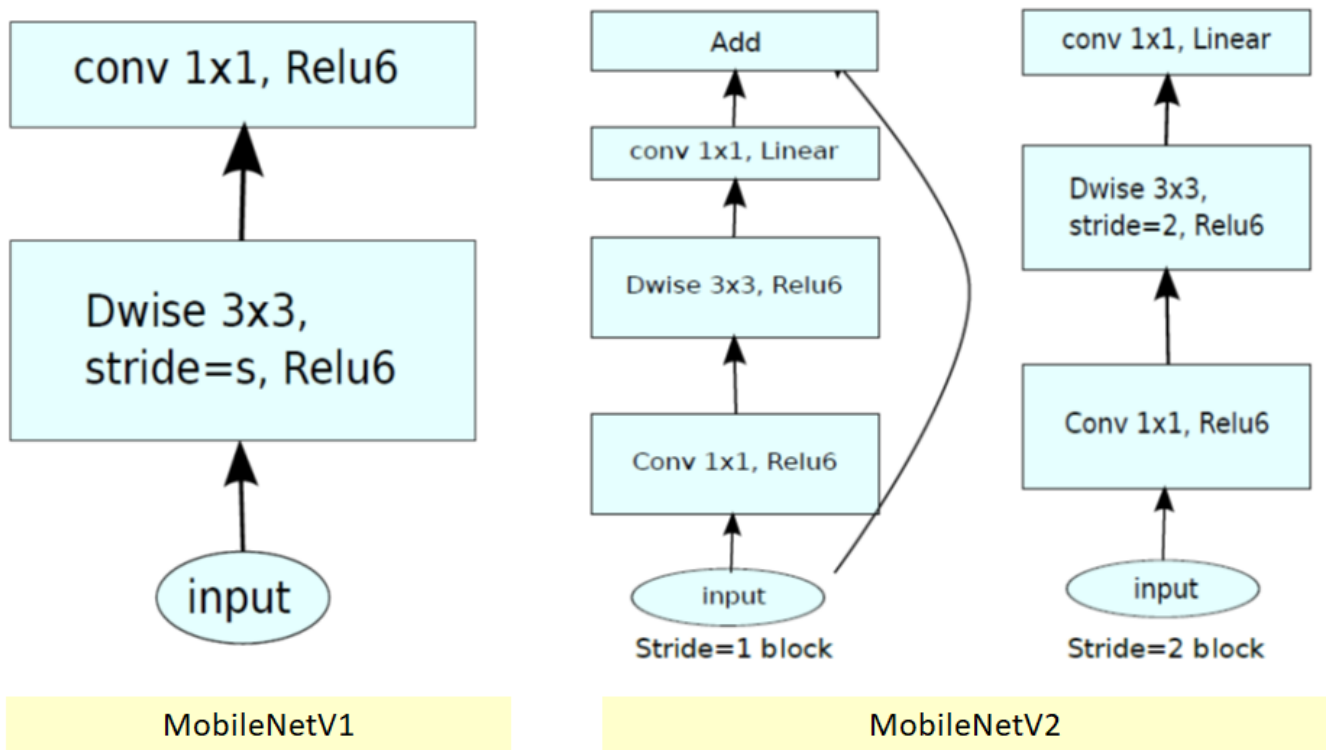 conv 1x1, Relu6
Dwise 3x3,
stride=s, Relu6
input
MobileNetV1
Add
conv 1x1, Linear
Dwise 3x3, Relu6
Conv 1x1, Relu6
input
Stride=1 block
conv 1x1, Linear
Dwise 3x3,
stride=2, Relu6
Conv 1x1, Relu6
input
Stride=2 block
MobileNetV2